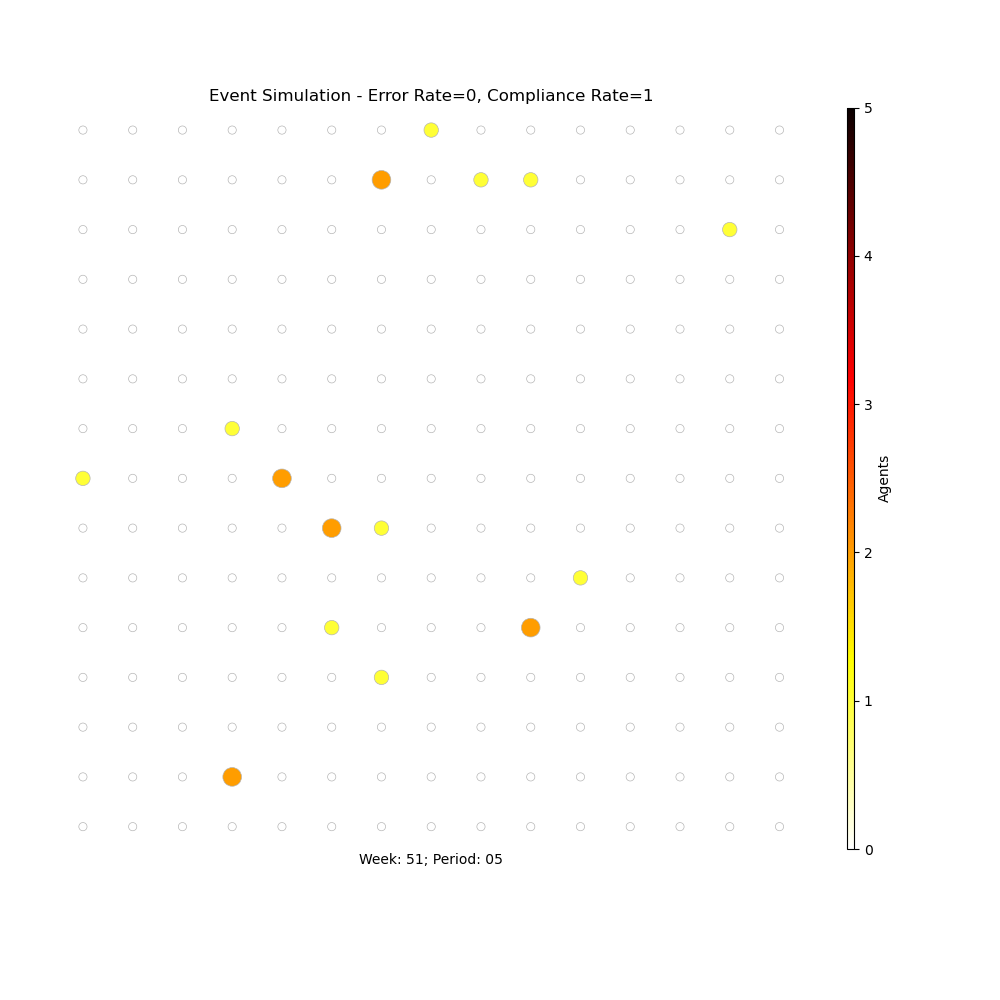 Event Simulation - Error Rate=0, Compliance Rate=1
5
4
3
2
1
0
Agents
Week: 51; Period: 05